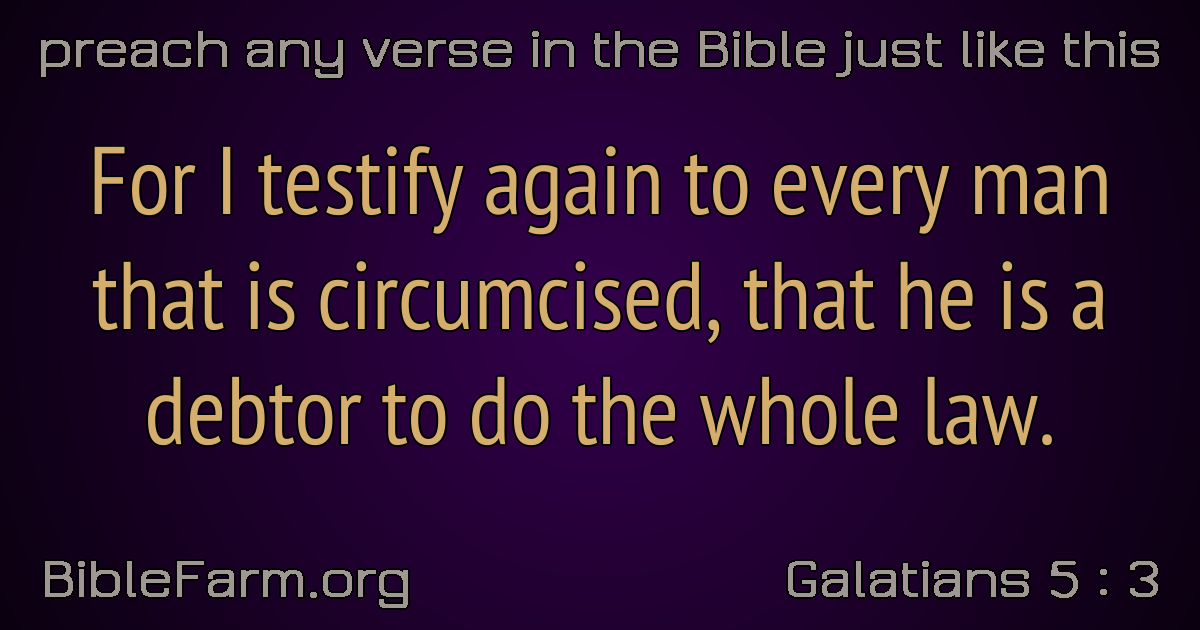 preach any verse in the Bible just like this
For I testify again to every man
that is circumcised, that he is a
debtor to do the whole law.
BibleFarm.org
Galatians 5 : 3